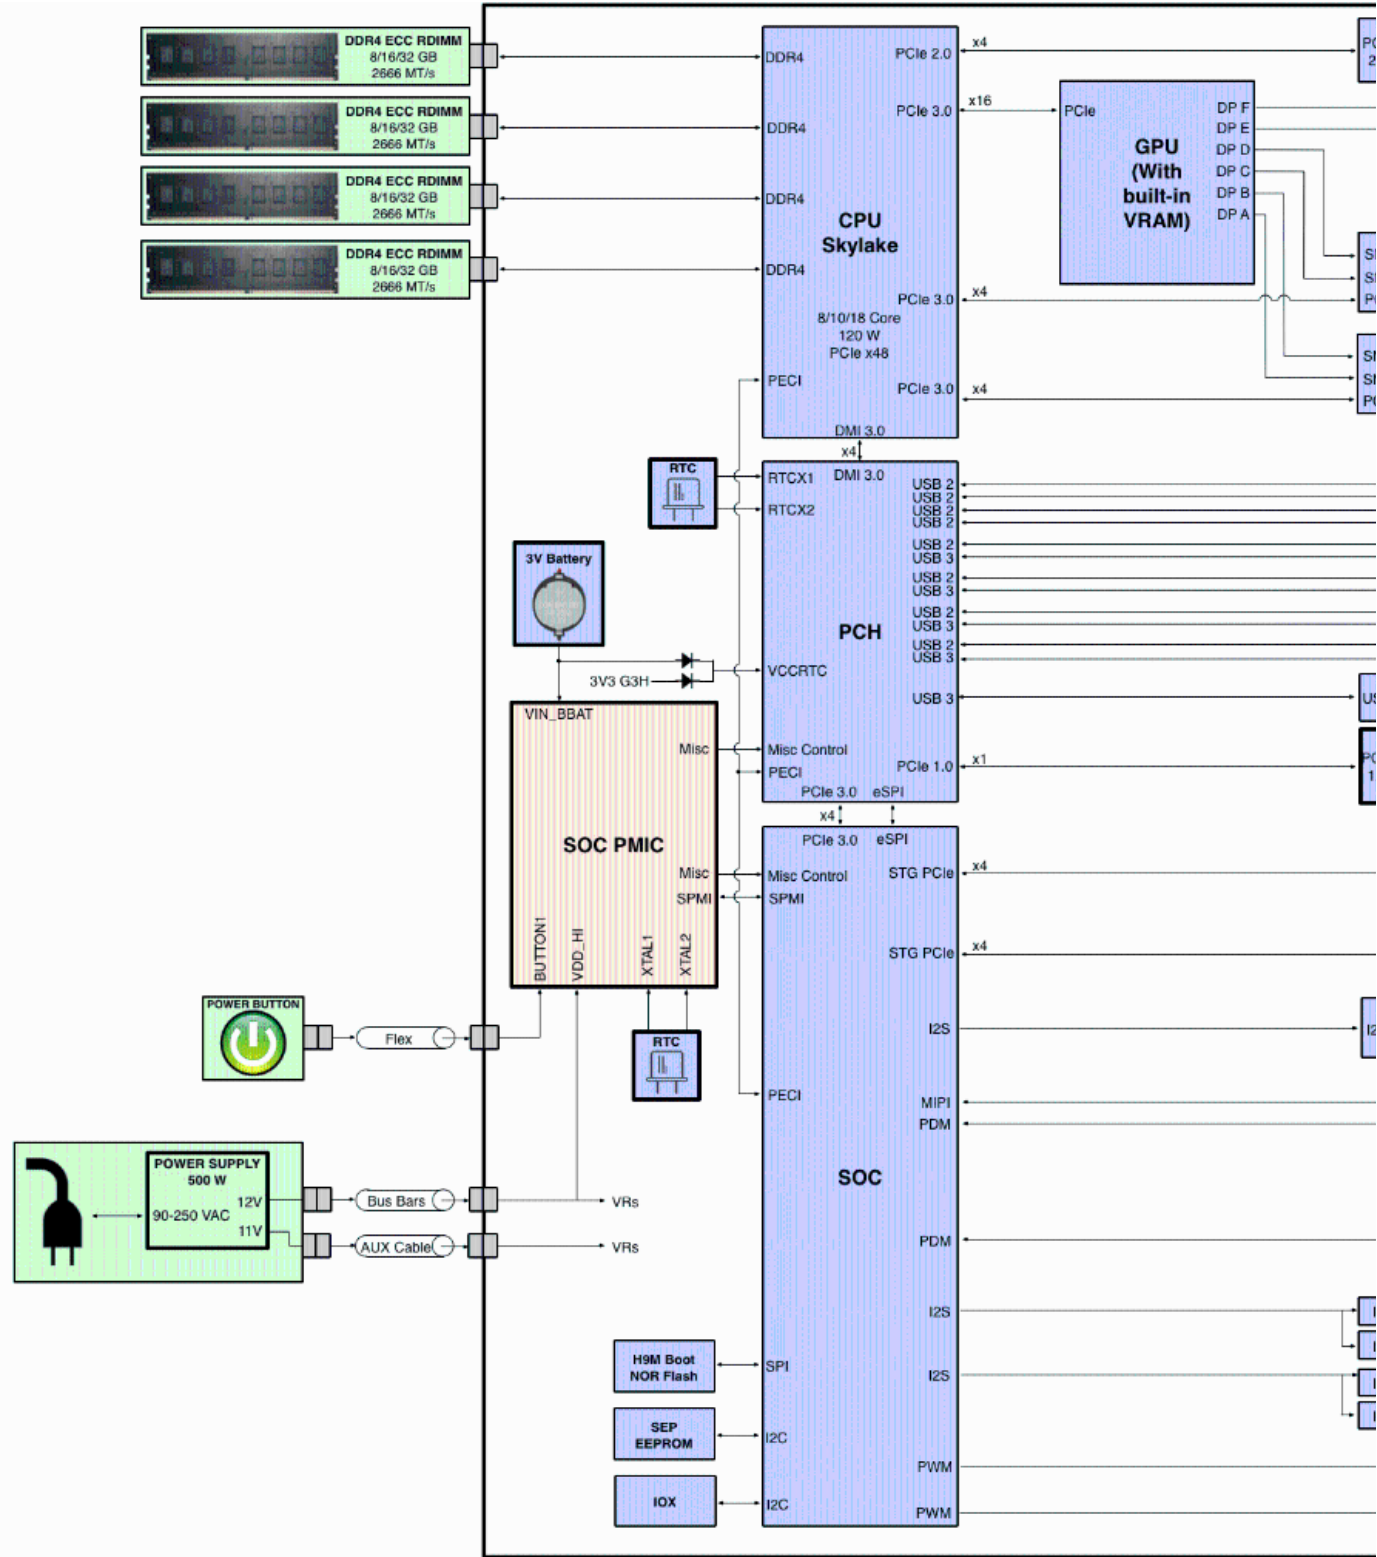 DDR4 ECC RDIMM
8/16/32 GB
2666 MT/s
DDR4 ECC RDIMM
8/16/32 GB
2666 MT/s
DDR4 ECC RDIMM
8/16/32 GB
2666 MT/s
DDR4 ECC RDIMM
8/16/32 GB
2666 MT/s
DDR4
DDR4
DDR4
DDR4
CPU
Skylake
8/10/18 Core
120 W
PCIe x48
PECI
PCIe 2.0
x4
PCIe 3.0
x16
PCIe 3.0
x4
PCIe 3.0
x4
DMI 3.0
x4
PCIe
GPU
(With
built-in
VRAM)
DP F
DP E
DP D
DP C
DP B
DP A
RTC
RTCX1
RTCX2
DMI 3.0
USB 2
USB 2
USB 2
USB 2
USB 2
USB 3
USB 2
USB 3
USB 2
USB 3
USB 2
USB 3
USB 3
PCH
3V Battery
3V3 G3H
VCCRTC
VIN_BBAT
Misc
Misc Control
PECI
PCIe 1.0
x1
PCIe 3.0
eSPI
x4
SOC PMIC
PCIe 3.0
eSPI
Misc
Misc Control
SPMI
SPMI
STG PCIe
x4
STG PCIe
x4
BUTTON1
VDD_HI
XTAL1
XTAL2
POWER BUTTON
Flex
RTC
I2S
PECI
MIPI
PDM
SOC
POWER SUPPLY
500 W
12V
90-250 VAC
11V
Bus Bars
VRs
AUX Cable
VRs
PDM
I2S
H9M Boot
NOR Flash
SPI
I2S
SEP
EEPROM
I2C
PWM
IOX
I2C
PWM